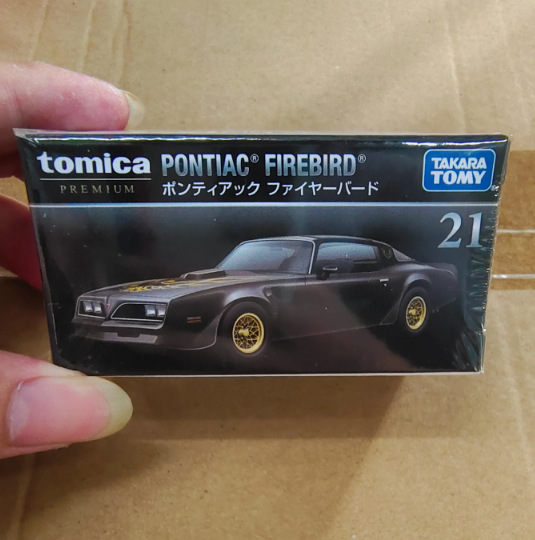 tomica PONTIAC® FIREBIRD®
PREMIUM ポンティアック ファイヤーバード
TAKARA
TOMY
21